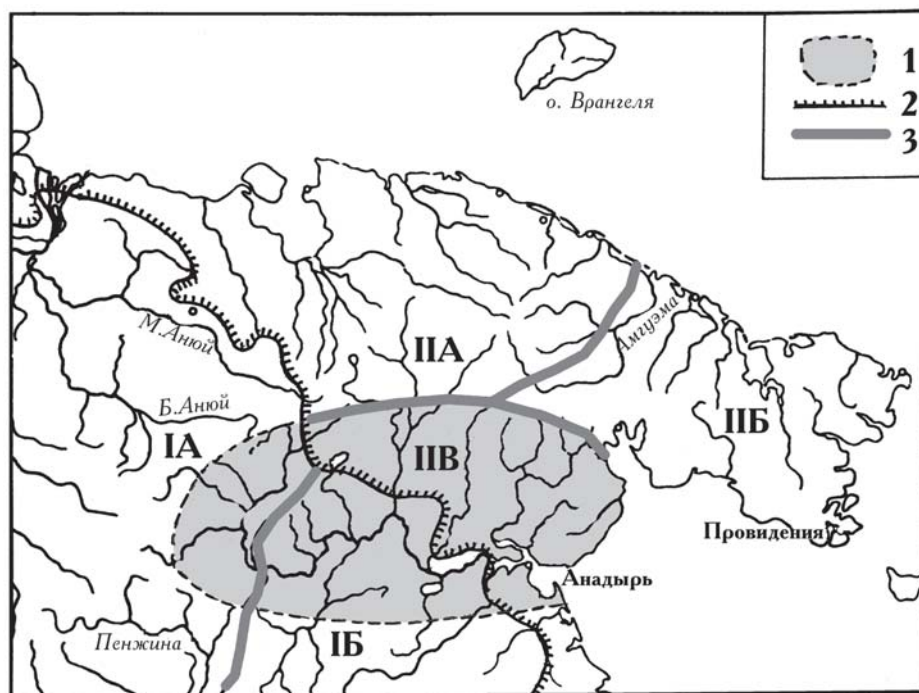 1
2
3
о. Врангеля
М.Анюй
Амгуэма
IIА
Б.Анюй
IА
IIБ
IIВ
Провидения
Анадырь
Пенжина
IБ